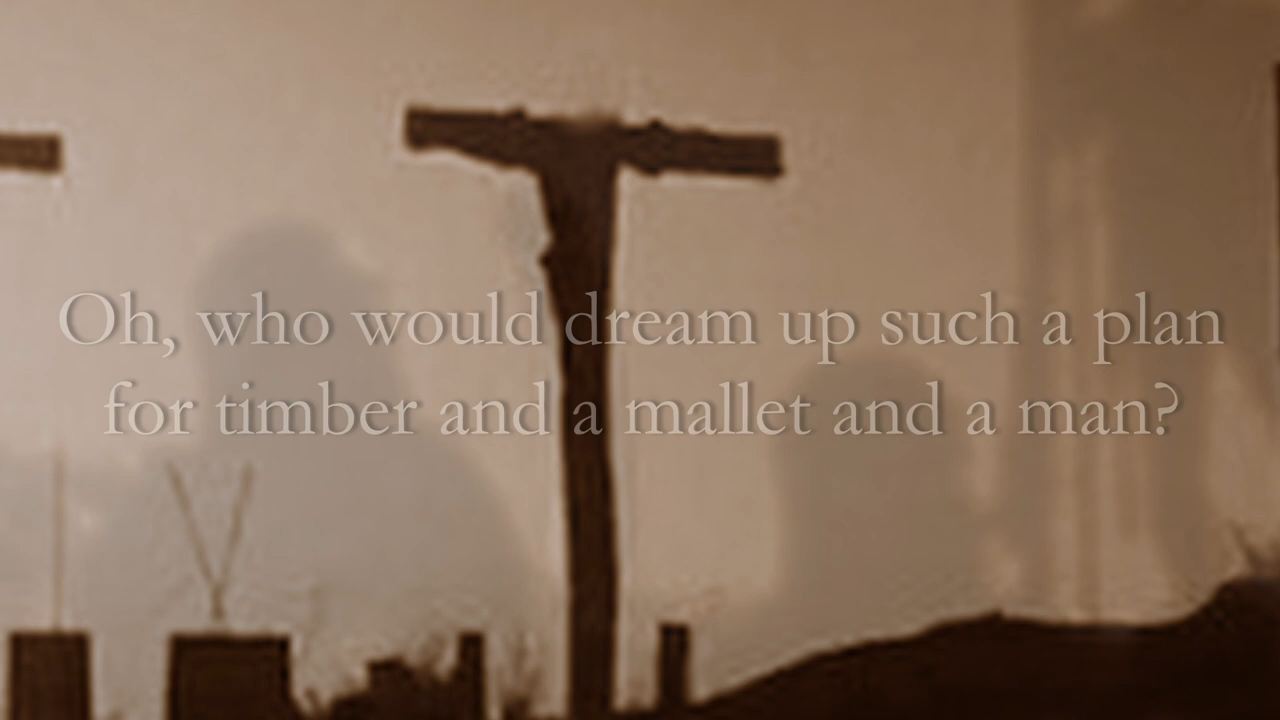 Oh, who would dream up such a plan
for timber and a mallet and a man?